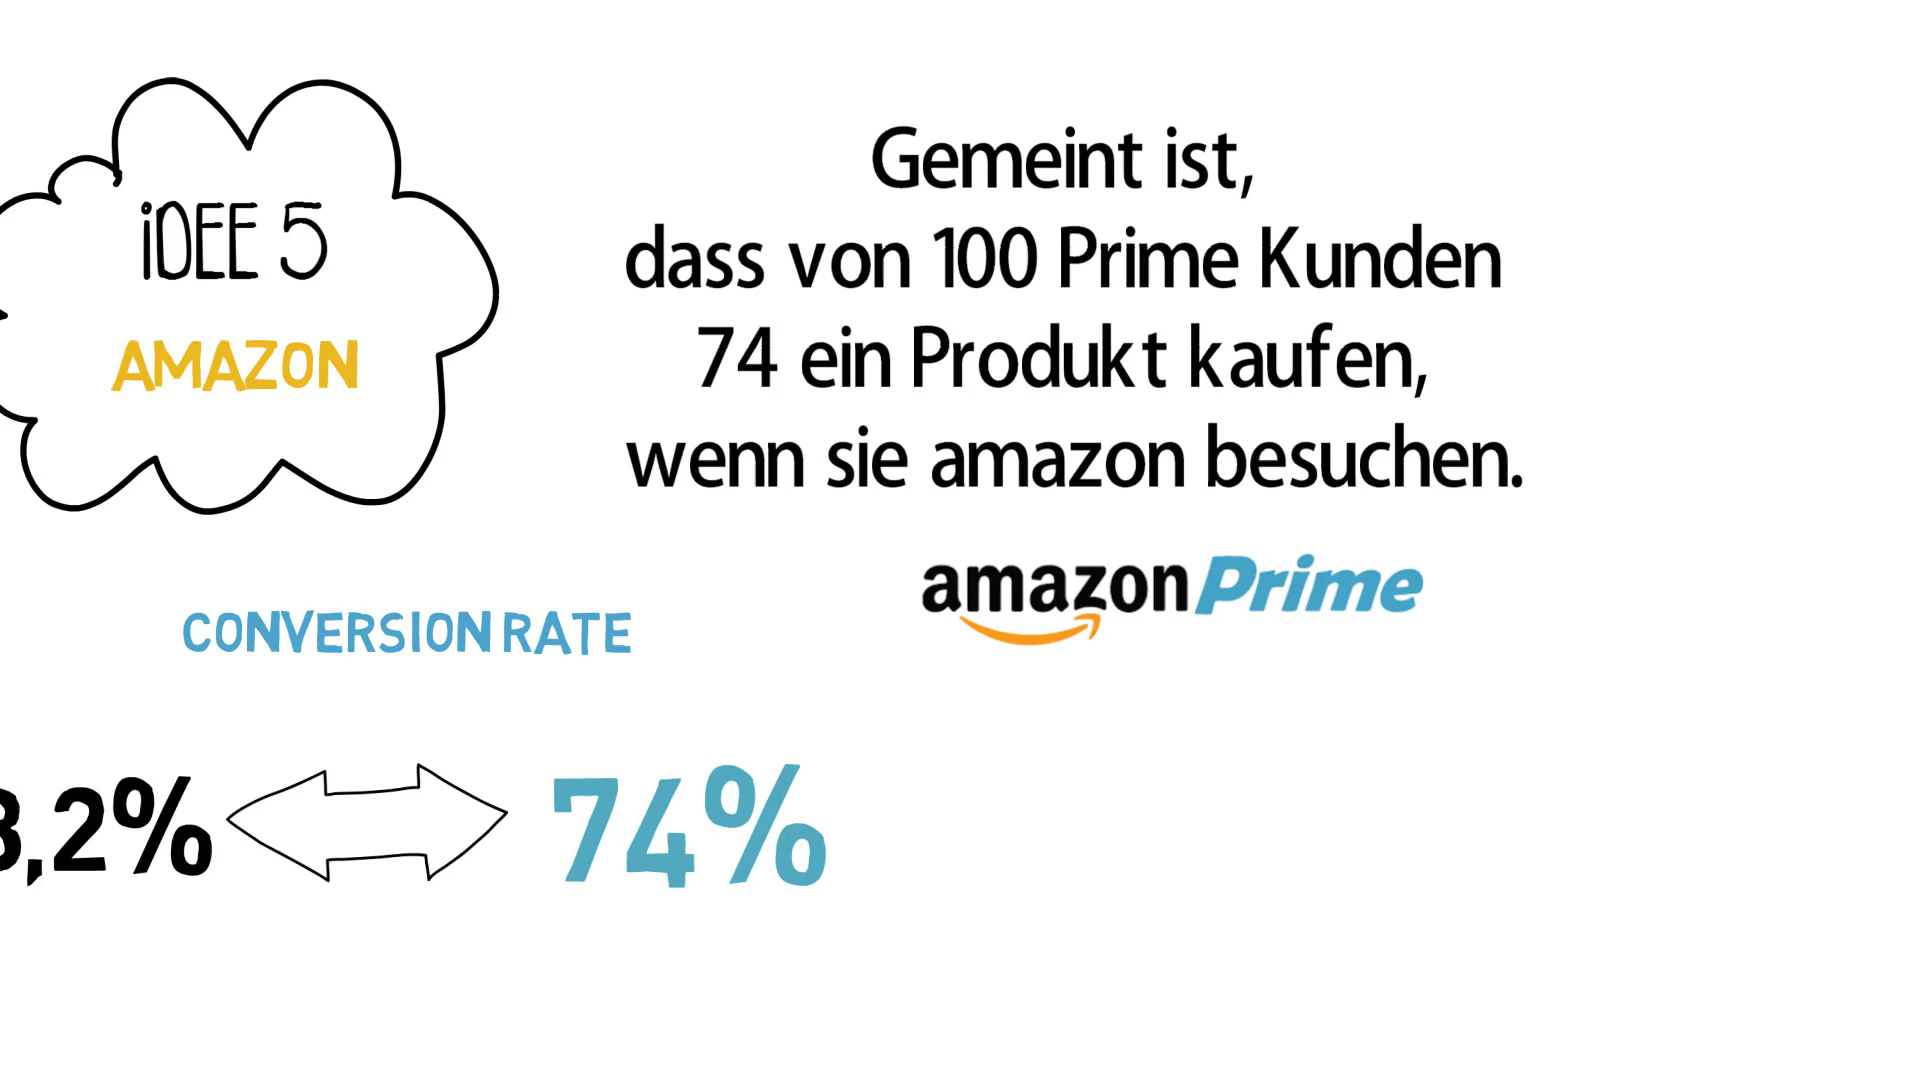 iDEE 5
AMAZON
Gemeint ist,
dass von 100 Prime Kunden
74 ein Produkt kaufen,
wenn sie amazon besuchen.
amazon Prime
CONVERSION RATE
3,2%
74%